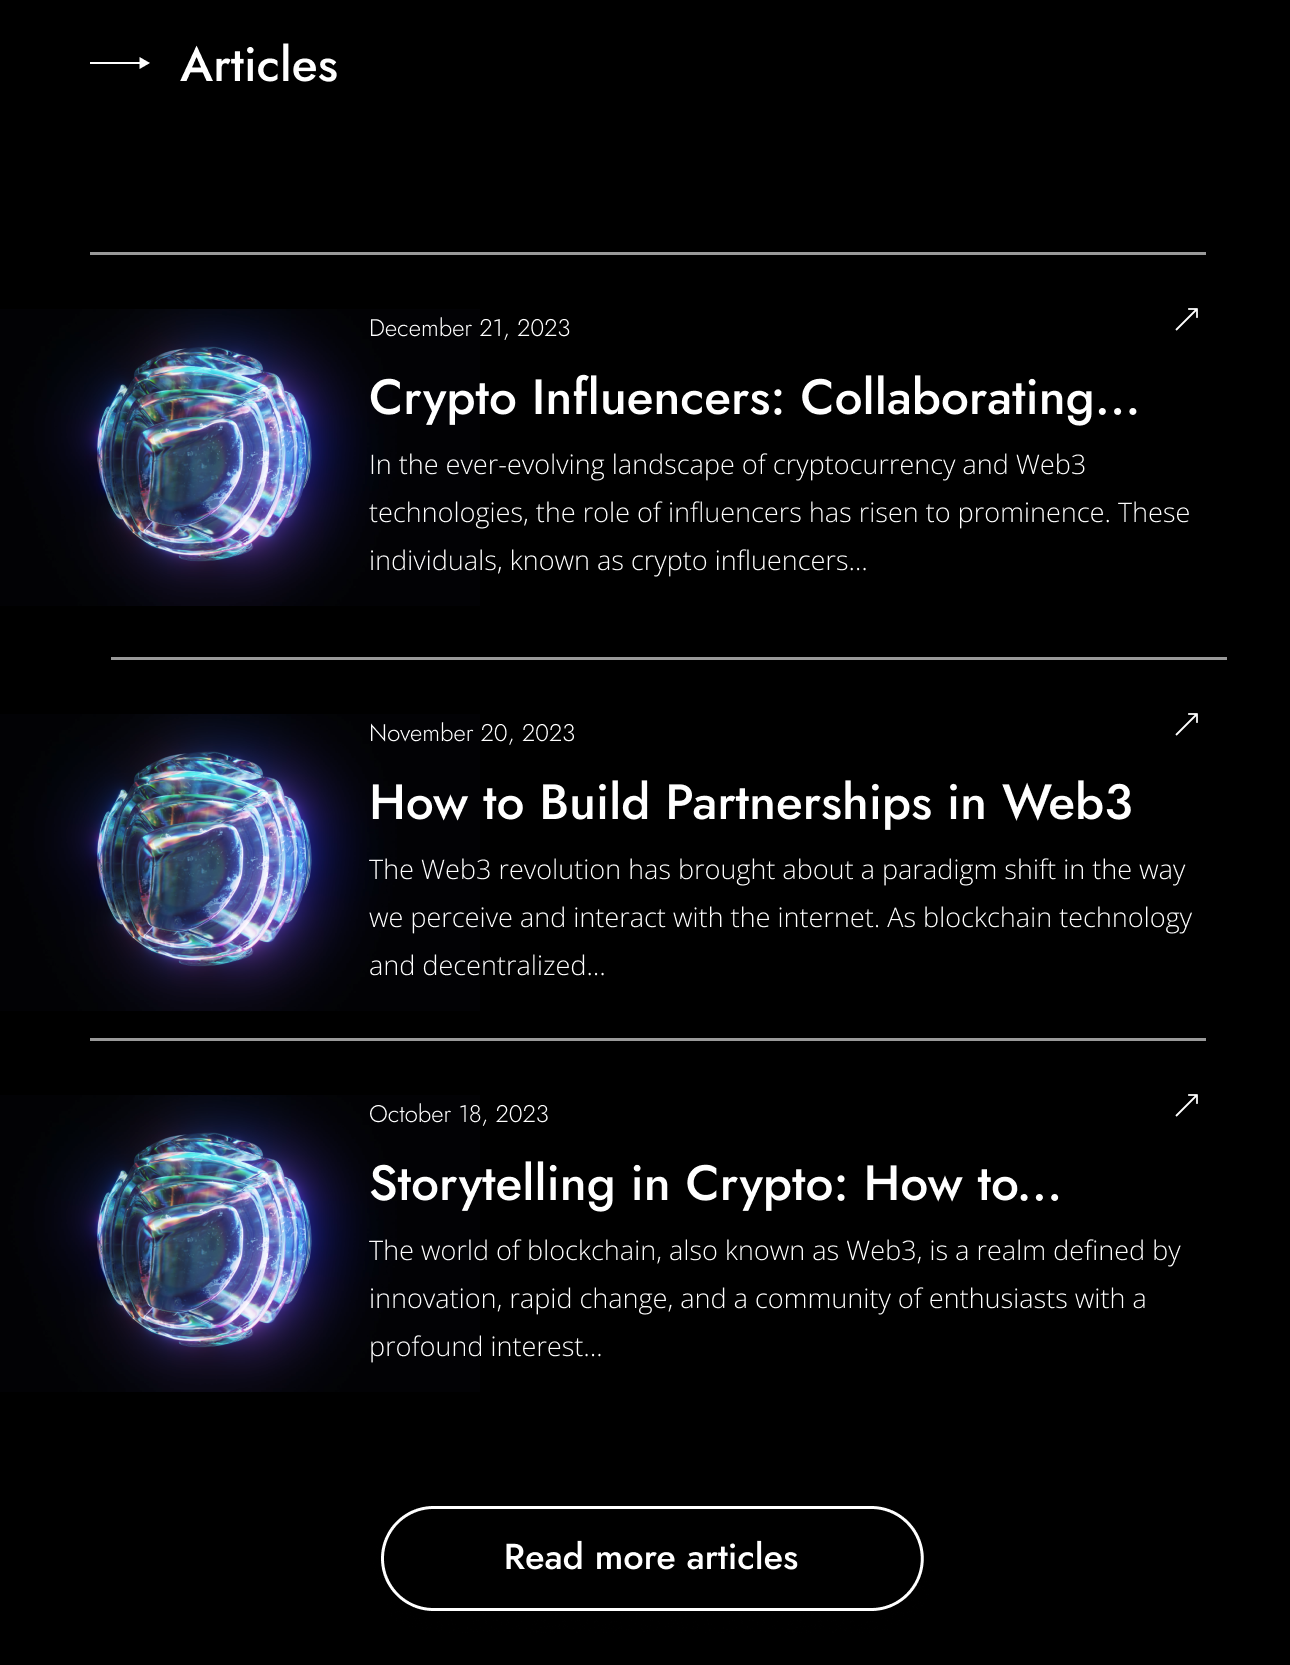 Articles
December 21, 2023
Crypto Influencers: Collaborating...
In the ever-evolving landscape of cryptocurrency and Web3
technologies, the role of influencers has risen to prominence. These
individuals, known as crypto influencers...
November 20, 2023
How to Build Partnerships in Web3
The Web3 revolution has brought about a paradigm shift in the way
we perceive and interact with the internet. As blockchain technology
and decentralized...
October 18, 2023
Storytelling in Crypto: How to...
The world of blockchain, also known as Web3, is a realm defined by
innovation, rapid change, and a community of enthusiasts with a
profound interest...
Read more articles